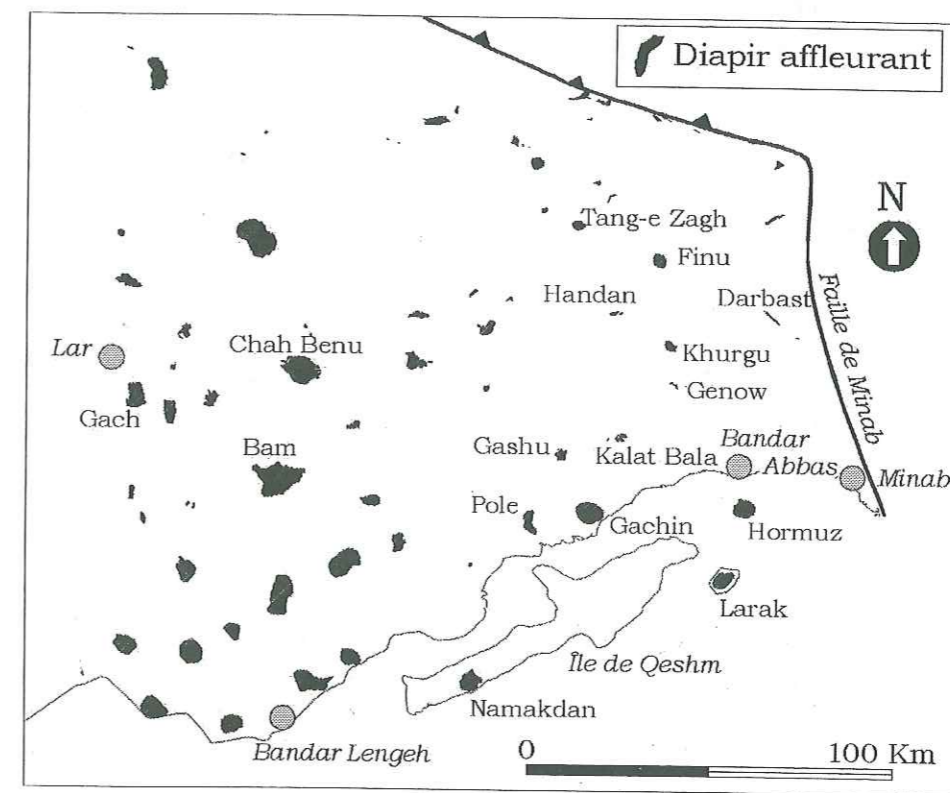 Diapir affleurant
N
Tang-e Zagh
Finu
Handan
Darbast
Faille de Minab
Lar
Chah Benu
Khurgu
Gach
Genow
Bam
Gashu
Kalat Bala
Bandar
Abbas
Minab
Pole
Gachin
Hormuz
Larak
Île de Qeshm
Namakdan
Bandar Lengeh
0
100 Km